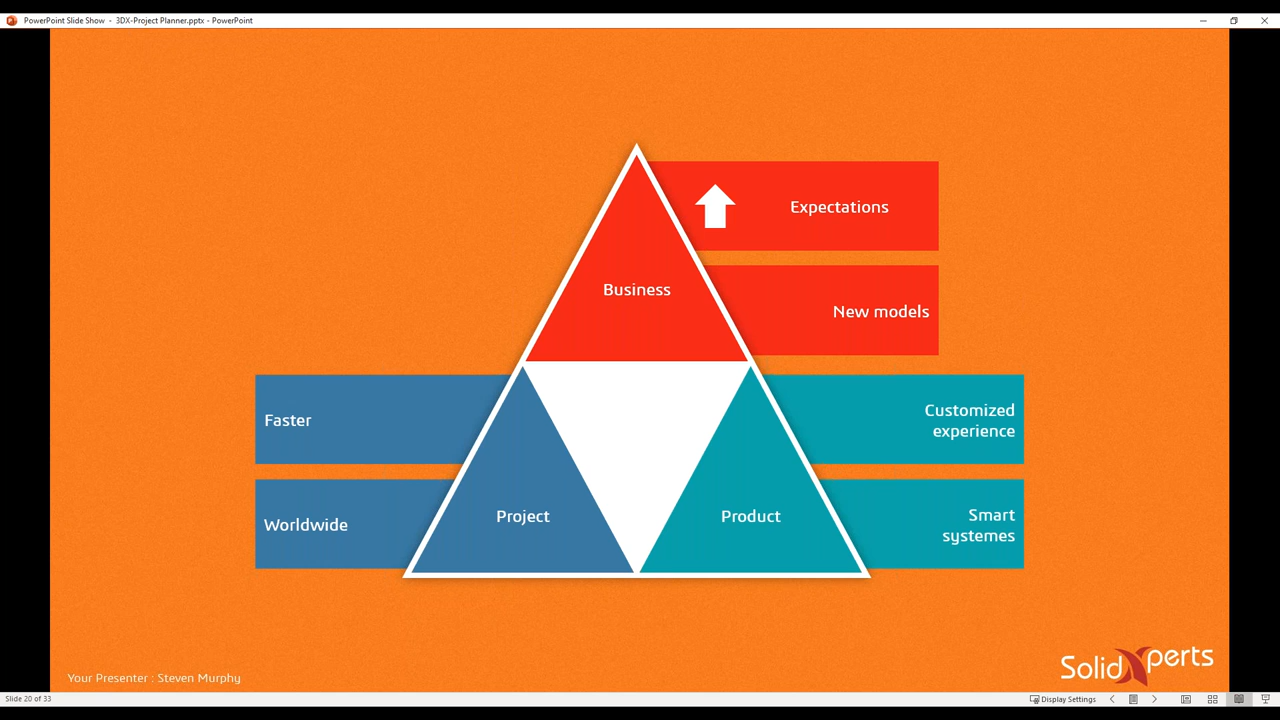 PowerPoint Slide Show - 3DX-Project Planner.pptx - PowerPoint
Expectations
Business
New models
Faster
Customized
experience
Worldwide
Project
Product
Smart
systemes
Your Presenter : Steven Murphy
SolidXperts
Slide 20 of 33
Display Settings